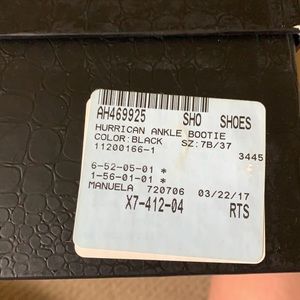 AH469925 SHO SHOES
HURRICAN ANKLE BOOTIE
COLOR:BLACK SZ:7B/37
11200166-1 3445
6-52-05-01 *
1-56-01-01 *
MANUELA 720706 03/22/17
X7-412-04 RTS